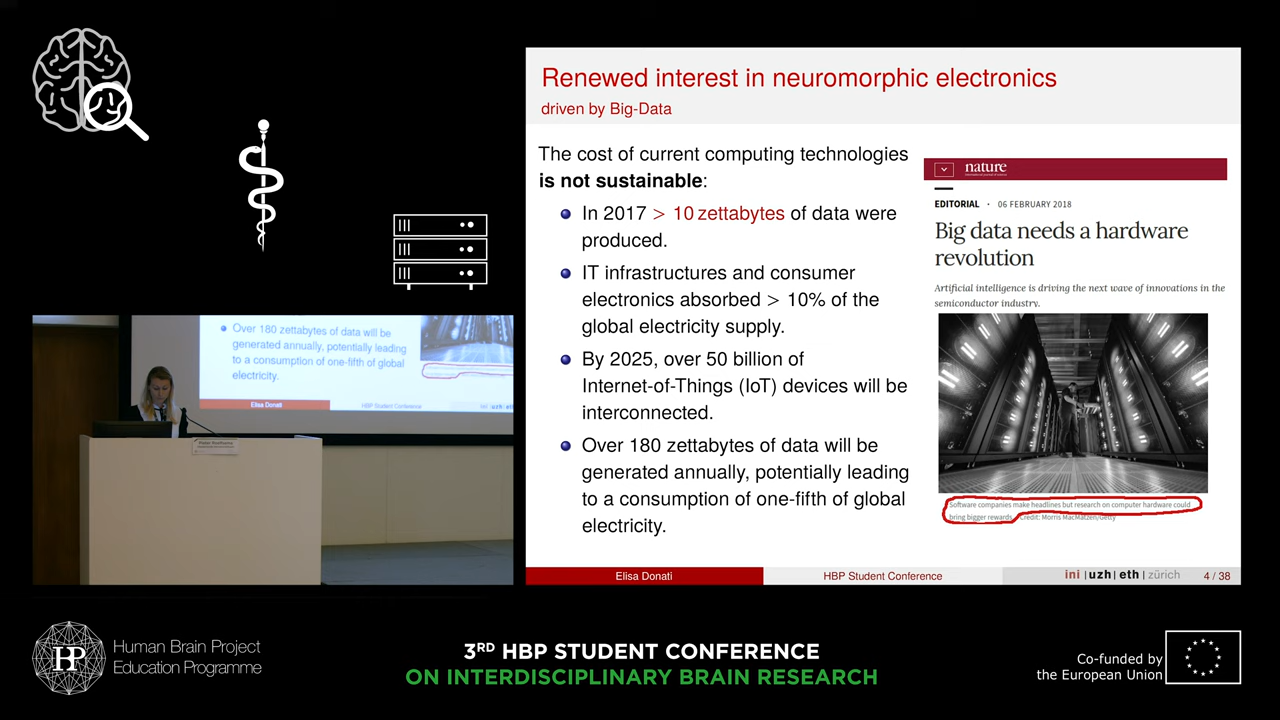 Renewed interest in neuromorphic electronics
driven by Big-Data
The cost of current computing technologies
is not sustainable:
In 2017 > 10 zettabytes of data were
produced.
IT infrastructures and consumer
electronics absorbed > 10% of the
global electricity supply.
By 2025, over 50 billion of
Internet-of-Things (IoT) devices will be
interconnected.
Over 180 zettabytes of data will be
generated annually, potentially leading
to a consumption of one-fifth of global
electricity.
nature
EDITORIAL · 06 FEBRUARY 2018
Big data needs a hardware
revolution
Artificial intelligence is driving the next wave of innovations in the
semiconductor industry.
Software companies make headlines but research on computer hardware could
bring bigger rewards. Credit: Morris MacMatzen/Getty
Elisa Donati
HBP Student Conference
ini | uzh | eth | zürich
4 / 38
Over 180 zettabytes of data will be
generated annually, potentially leading
to a consumption of one-fifth of global
electricity.
Elisa Donati
HBP Student Conference
ini | uzh | eth
HP
Human Brain Project
Education Programme
3RD HBP STUDENT CONFERENCE
ON INTERDISCIPLINARY BRAIN RESEARCH
Co-funded by
the European Union